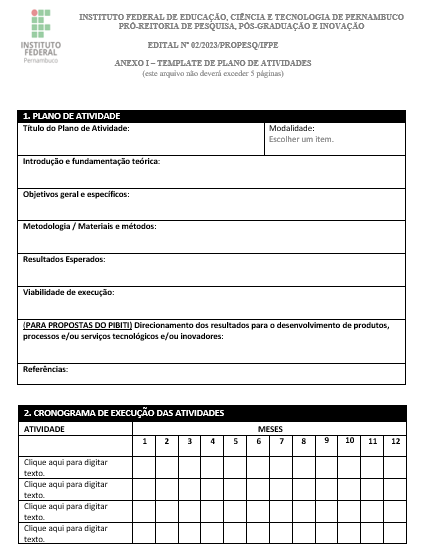 INSTITUTO FEDERAL DE EDUCAÇÃO, CIÊNCIA E TECNOLOGIA DE PERNAMBUCO
PRÓ-REITORIA DE PESQUISA, PÓS-GRADUAÇÃO E INOVAÇÃO
INSTITUTO
FEDERAL
Pernambuco
EDITAL Nº 02/2023/PROPESQ/IFPE
ANEXO I – TEMPLATE DE PLANO DE ATIVIDADES
(este arquivo não deverá exceder 5 páginas)
1. PLANO DE ATIVIDADE
Título do Plano de Atividade:
Modalidade:
Escolher um item.
Introdução e fundamentação teórica:
Objetivos geral e específicos:
Metodologia / Materiais e métodos:
Resultados Esperados:
Viabilidade de execução:
(PARA PROPOSTAS DO PIBITI) Direcionamento dos resultados para o desenvolvimento de produtos,
processos e/ou serviços tecnológicos e/ou inovadores:
Referências:
2. CRONOGRAMA DE EXECUÇÃO DAS ATIVIDADES
ATIVIDADE MESES
1 2 3 4 5 6 7 8 9 10 11 12
Clique aqui para digitar
texto.
Clique aqui para digitar
texto.
Clique aqui para digitar
texto.
Clique aqui para digitar
texto.